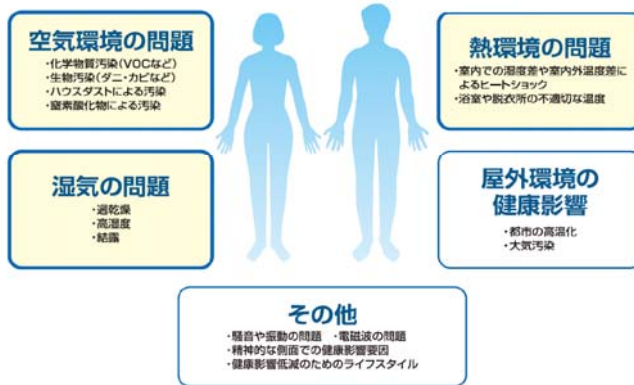 空気環境の問題
・化学物質汚染(VOCなど)
・生物汚染(ダニ・カビなど)
・ハウスダストによる汚染
・窒素酸化物による汚染
熱環境の問題
・室内での温度差や室内外温度差に
よるヒートショック
・浴室や脱衣所の不適切な温度
湿気の問題
・過乾燥
・高湿度
・結露
屋外環境の
健康影響
・都市の高温化
・大気汚染
その他
・騒音や振動の問題 ・電磁波の問題
・精神的な側面での健康影響要因
・健康影響低減のためのライフスタイル